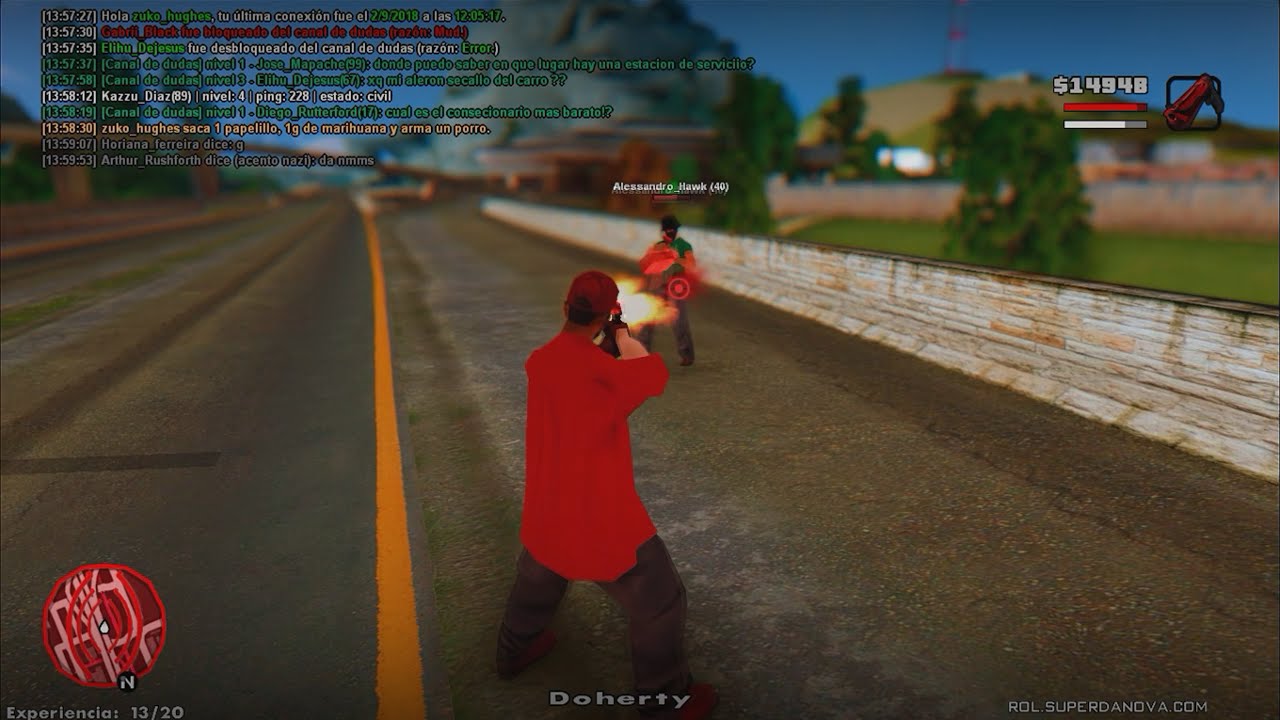 [13:57:27] Hola zuko_hughes, tu última conexión fue el 2/9/2018 a las 12:05:17.
[13:57:30] Gabrii_Black fue bloqueado del canal de dudas (razón: Mud.)
[13:57:35] Elihu_Dejesus fue desbloqueado del canal de dudas (razón: Error.)
[13:57:37] [Canal de dudas] nivel 1 - Jose_Mapache(99): donde puedo saber en que lugar hay una estacion de serviciio?
[13:57:58] [Canal de dudas] nivel 3 - Elihu_Dejesus(67): xq mi aleron secallo del carro ??
[13:58:12] Kazzu_Diaz(89) | nivel: 4 | ping: 228 | estado: civil
[13:58:19] [Canal de dudas] nivel 1 - Diego_Rutterford(17): cual es el consecionario mas barato!?
[13:58:30] zuko_hughes saca 1 papelillo, 1g de marihuana y arma un porro.
[13:59:07] Horiana_ferreira dice: g
[13:59:53] Arthur_Rushforth dice (acento nazi): da nmms
$14948
Alessandro_Hawk (40)
N
Doherty
Experiencia: 13/20
ROL.SUPERDANOVA.COM